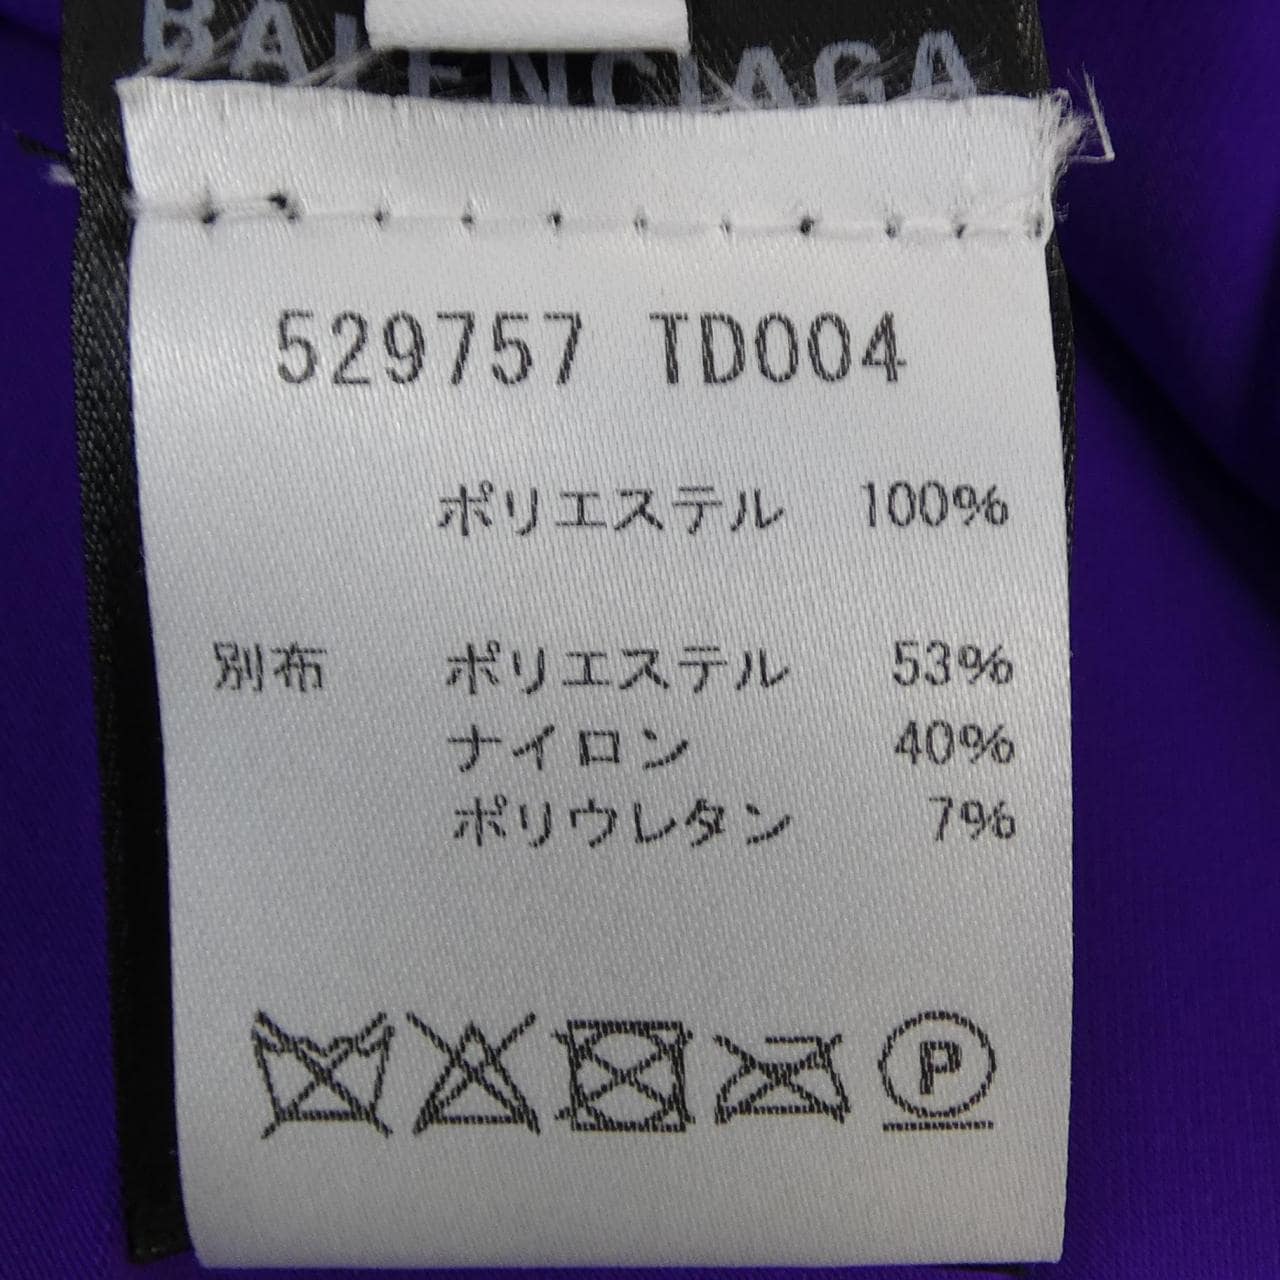 BALENCIAGA
529757 TD004
ポリエステル 100%
別布 ポリエステル 53%
ナイロン 40%
ポリウレタン 7%
P